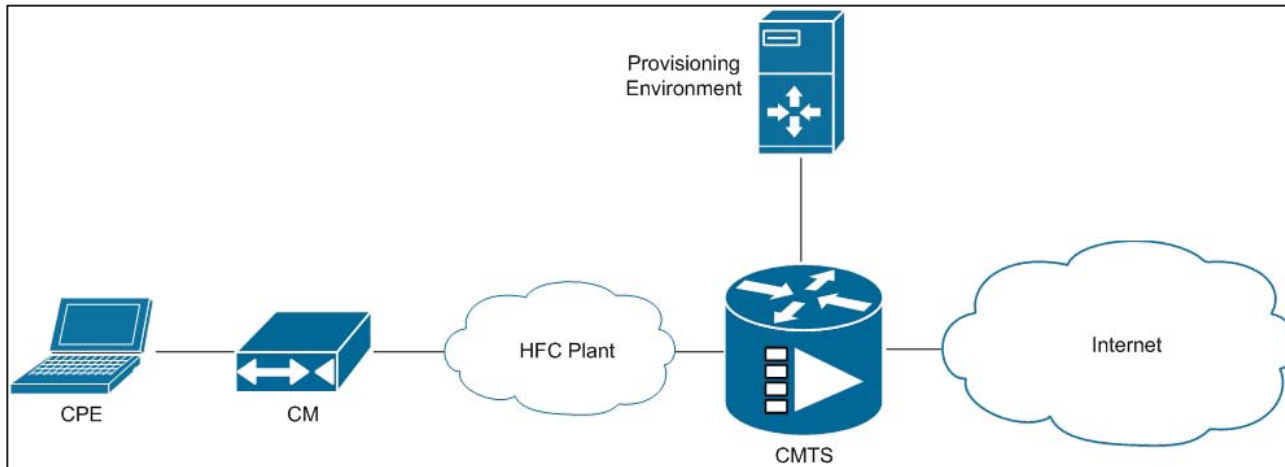 Provisioning
Environment
HFC Plant
Internet
CPE
CM
CMTS